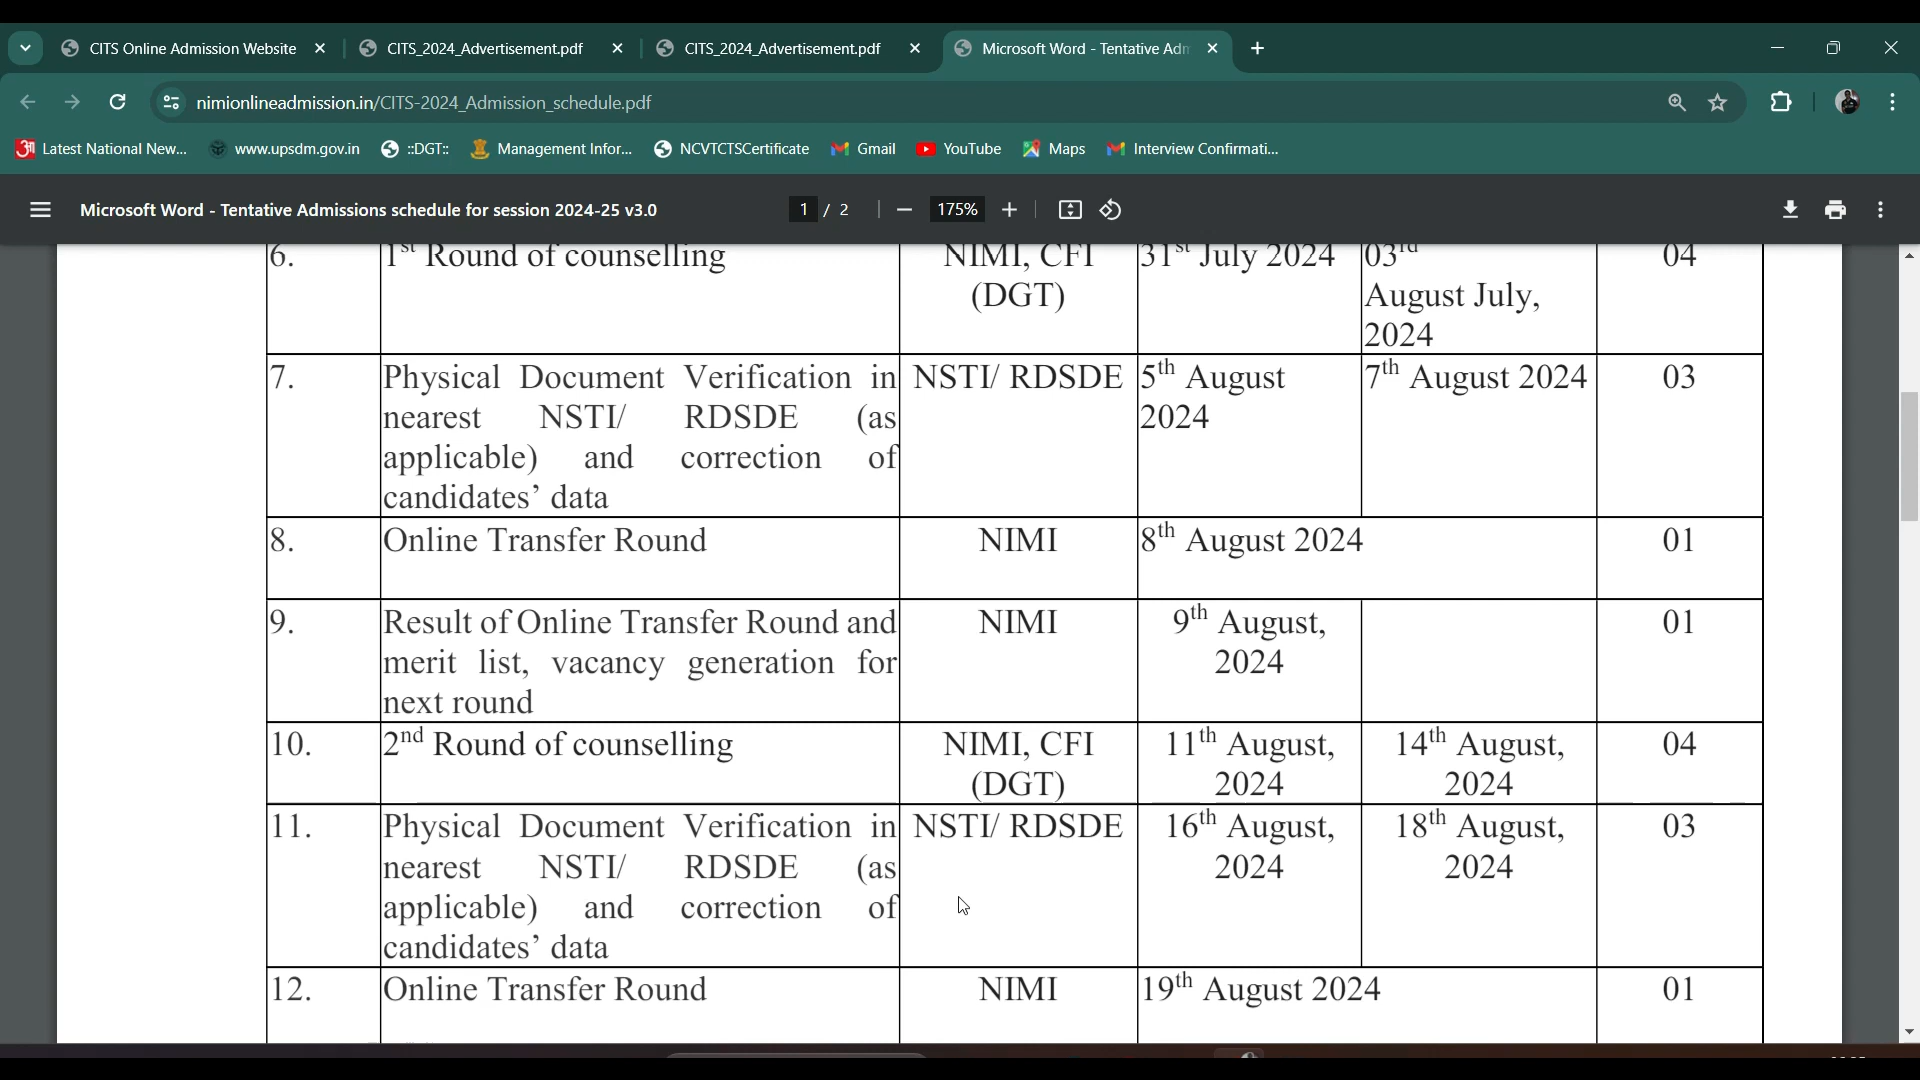 CITS Online Admission Website
CITS_2024_Advertisement.pdf
CITS_2024_Advertisement.pdf
Microsoft Word - Tentative Adm
nimionlineadmission.in/CITS-2024_Admission_schedule.pdf
Latest National New...
www.upsdm.gov.in
::DGT::
Management Infor...
NCVTCTSCertificate
Gmail
YouTube
Maps
Interview Confirmati...
Microsoft Word - Tentative Admissions schedule for session 2024-25 v3.0
1 / 2
175%
6. 1st Round of counselling NIMI, CFI 31st July 2024 03rd 04
(DGT) August July,
2024
7. Physical Document Verification in NSTI/ RDSDE 5th August 7th August 2024 03
nearest NSTI/ RDSDE (as 2024
applicable) and correction of
candidates’ data
8. Online Transfer Round NIMI 8th August 2024 01
9. Result of Online Transfer Round and NIMI 9th August, 01
merit list, vacancy generation for 2024
next round
10. 2nd Round of counselling NIMI, CFI 11th August, 14th August, 04
(DGT) 2024 2024
11. Physical Document Verification in NSTI/ RDSDE 16th August, 18th August, 03
nearest NSTI/ RDSDE (as 2024 2024
applicable) and correction of
candidates’ data
12. Online Transfer Round NIMI 19th August 2024 01